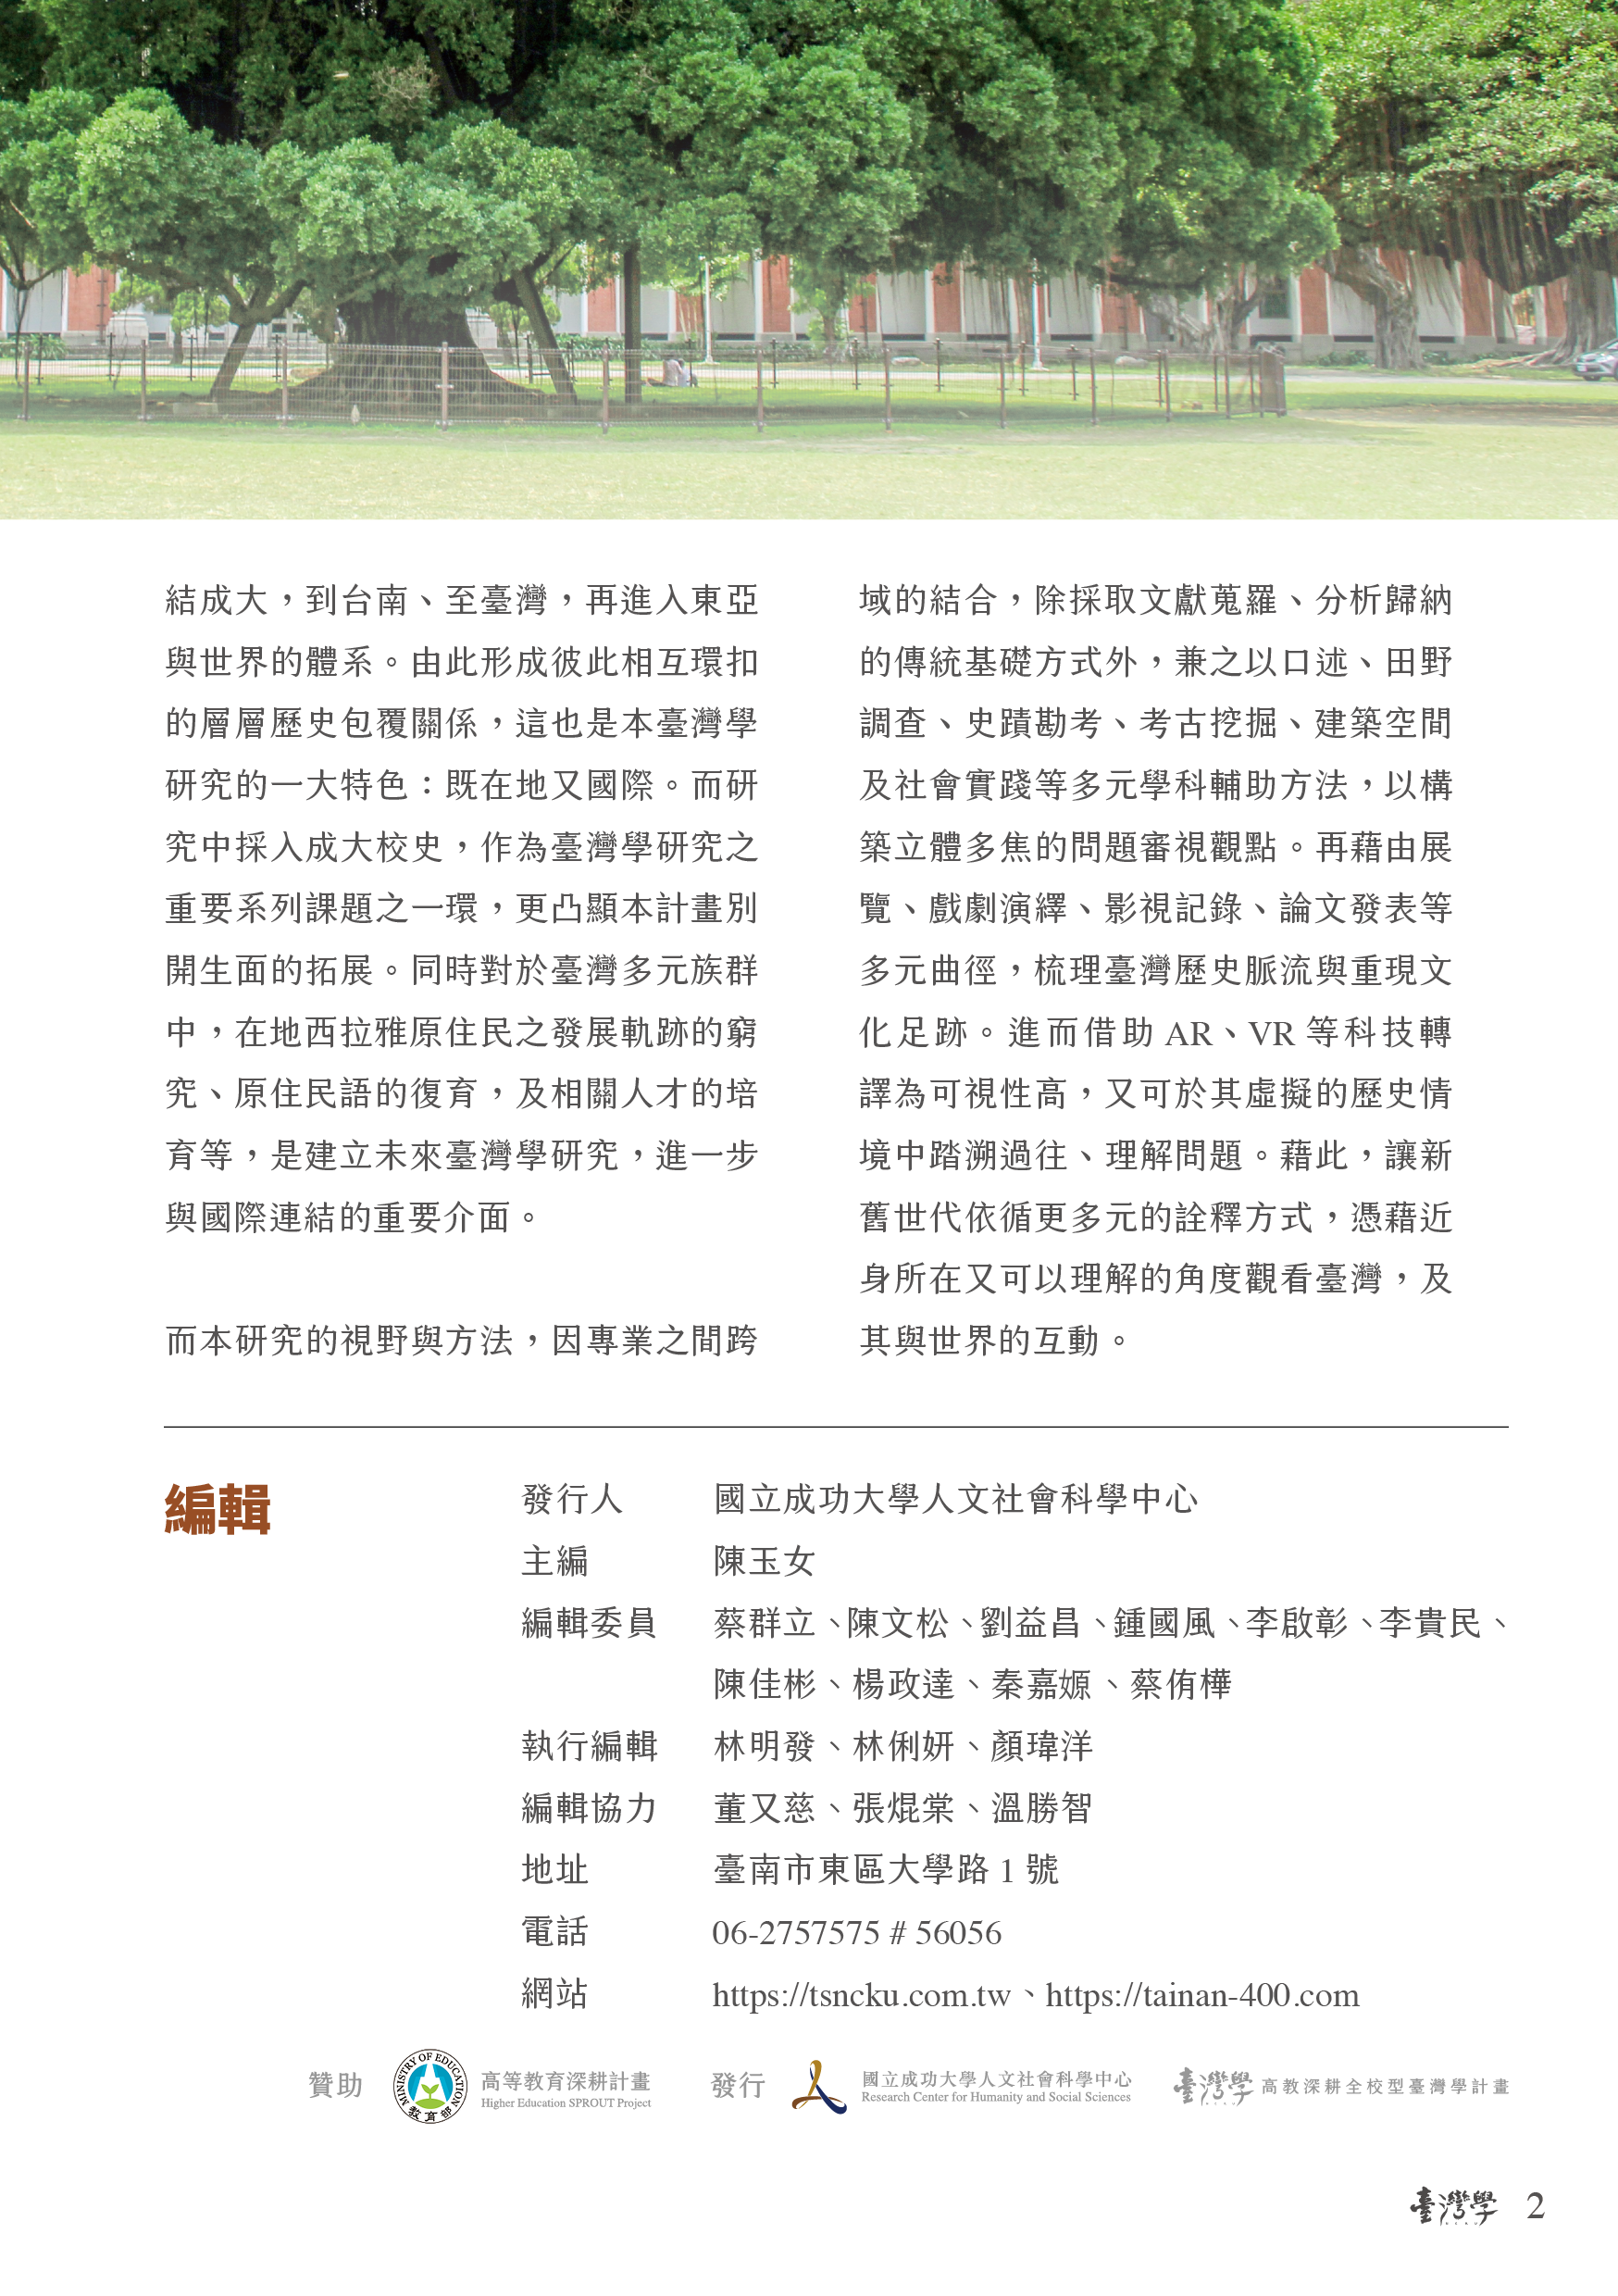 結成大，到台南、至臺灣，再進入東亞
與世界的體系。由此形成彼此相互環扣
的層層歷史包覆關係，這也是本臺灣學
研究的一大特色：既在地又國際。而研
究中採入成大校史，作為臺灣學研究之
重要系列課題之一環，更凸顯本計畫別
開生面的拓展。同時對於臺灣多元族群
中，在地西拉雅原住民之發展軌跡的窮
究、原住民語的復育，及相關人才的培
育等，是建立未來臺灣學研究，進一步
與國際連結的重要介面。
而本研究的視野與方法，因專業之間跨
域的結合，除採取文獻蒐羅、分析歸納
的傳統基礎方式外，兼之以口述、田野
調查、史蹟勘考、考古挖掘、建築空間
及社會實踐等多元學科輔助方法，以構
築立體多焦的問題審視觀點。再藉由展
覽、戲劇演繹、影視記錄、論文發表等
多元曲徑，梳理臺灣歷史脈流與重現文
化足跡。進而借助 AR、VR 等科技轉
譯為可視性高，又可於其虛擬的歷史情
境中踏溯過往、理解問題。藉此，讓新
舊世代依循更多元的詮釋方式，憑藉近
身所在又可以理解的角度觀看臺灣，及
其與世界的互動。
編輯
發行人 國立成功大學人文社會科學中心
主編 陳玉女
編輯委員 蔡群立、陳文松、劉益昌、鍾國風、李啟彰、李貴民、
陳佳彬、楊政達、秦嘉嫄、蔡侑樺
執行編輯 林明發、林俐妍、顏瑋洋
編輯協力 董又慈、張焜棠、溫勝智
地址 臺南市東區大學路 1 號
電話 06-2757575 # 56056
網站 https://tsncku.com.tw、https://tainan-400.com
贊助
MINISTRY OF EDUCATION
教育部
高等教育深耕計畫
Higher Education SPROUT Project
發行
國立成功大學人文社會科學中心
Research Center for Humanity and Social Sciences
臺灣學
高教深耕全校型臺灣學計畫
臺灣學 2